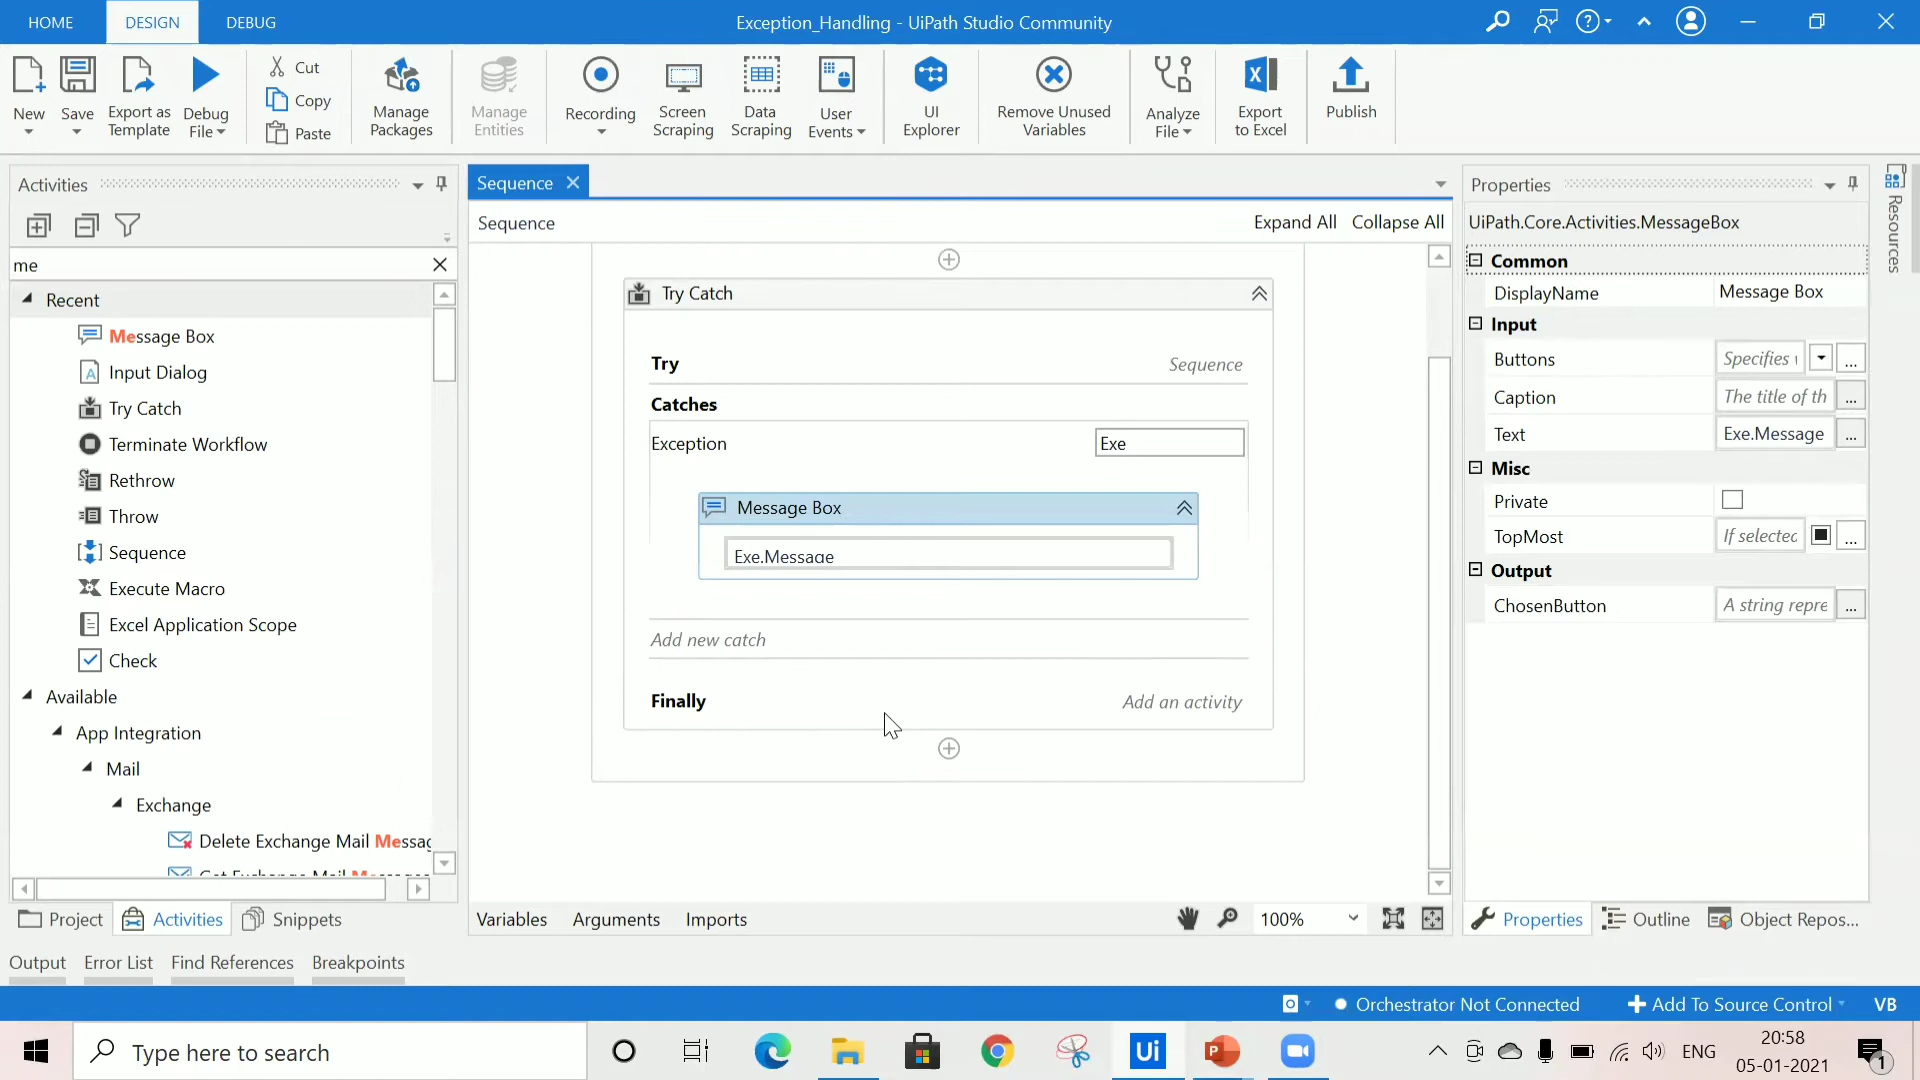 HOME DESIGN DEBUG Exception_Handling - UiPath Studio Community
New Save Export as Template Debug File Cut Copy Paste Manage Packages Manage Entities Recording Screen Scraping Data Scraping User Events UI Explorer Remove Unused Variables Analyze File Export to Excel Publish
Activities
me
Recent
Message Box
Input Dialog
Try Catch
Terminate Workflow
Rethrow
Throw
Sequence
Execute Macro
Excel Application Scope
Check
Available
App Integration
Mail
Exchange
Delete Exchange Mail Messag
Project Activities Snippets
Sequence
Sequence Expand All Collapse All
Try Catch
Try Sequence
Catches
Exception Exe
Message Box
Exe.Message
Add new catch
Finally Add an activity
Variables Arguments Imports 100%
Properties
UiPath.Core.Activities.MessageBox
Common
DisplayName Message Box
Input
Buttons Specifies ...
Caption The title of th ...
Text Exe.Message ...
Misc
Private
TopMost If selected ...
Output
ChosenButton A string repre ...
Properties Outline Object Repos...
Resources
Output Error List Find References Breakpoints
Orchestrator Not Connected Add To Source Control VB
Type here to search Ui P ENG 20:58
05-01-2021 1